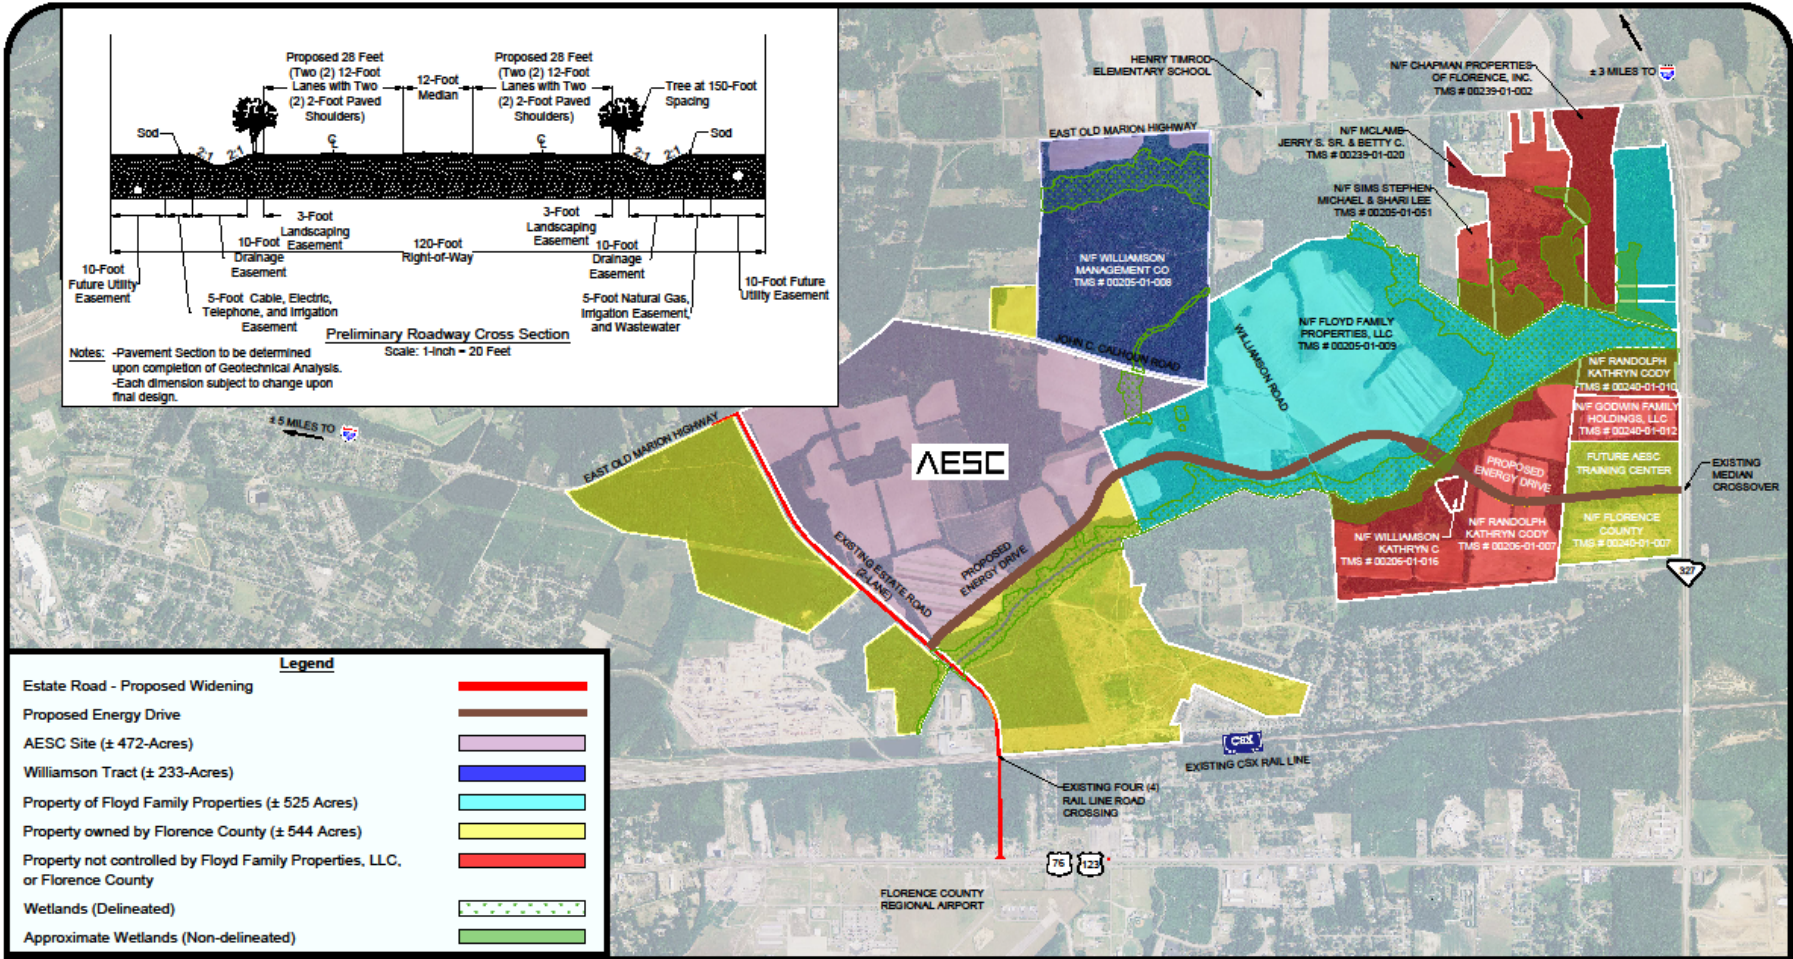 Proposed 28 Feet
(Two (2) 12-Foot
Lanes with Two
(2) 2-Foot Paved
Shoulders)
12-Foot
Median
Proposed 28 Feet
(Two (2) 12-Foot
Lanes with Two
(2) 2-Foot Paved
Shoulders)
Tree at 150-Foot
Spacing
Sod
2:1
2:1
2:1
2:1
Sod
3-Foot
Landscaping
Easement
3-Foot
Landscaping
Easement
10-Foot
Drainage
Easement
120-Foot
Right-of-Way
10-Foot
Drainage
Easement
10-Foot
Future Utility
Easement
10-Foot Future
Utility Easement
5-Foot Cable, Electric,
Telephone, and Irrigation
Easement
5-Foot Natural Gas,
Irrigation Easement,
and Wastewater
Preliminary Roadway Cross Section
Scale: 1-inch = 20 Feet
Notes: -Pavement Section to be determined
upon completion of Geotechnical Analysis.
-Each dimension subject to change upon
final design.
HENRY TIMROD
ELEMENTARY SCHOOL
N/F CHAPMAN PROPERTIES
OF FLORENCE, INC.
TMS # 00239-01-002
± 3 MILES TO
EAST OLD MARION HIGHWAY
N/F MCLAMB
JERRY S. SR. & BETTY C.
TMS # 00239-01-020
N/F SIMS STEPHEN
MICHAEL & SHARI LEE
TMS # 00205-01-051
N/F WILLIAMSON
MANAGEMENT CO
TMS # 00205-01-008
JOHN C. CALHOUN ROAD
WILLIAMSON ROAD
N/F FLOYD FAMILY
PROPERTIES, LLC
TMS # 00205-01-009
N/F RANDOLPH
KATHRYN CODY
TMS # 00240-01-010
N/F GODWIN FAMILY
HOLDINGS, LLC
TMS # 00240-01-012
FUTURE AESC
TRAINING CENTER
EXISTING
MEDIAN
CROSSOVER
± 5 MILES TO
EAST OLD MARION HIGHWAY
AESC
PROPOSED
ENERGY DRIVE
N/F FLORENCE
COUNTY
TMS # 00240-01-007
N/F WILLIAMSON
KATHRYN C
TMS # 00206-01-016
N/F RANDOLPH
KATHRYN CODY
TMS # 00206-01-007
327
EXISTING ESTATE ROAD
(2-LANE)
PROPOSED
ENERGY DRIVE
CSX
EXISTING CSX RAIL LINE
EXISTING FOUR (4)
RAIL LINE ROAD
CROSSING
76
123
FLORENCE COUNTY
REGIONAL AIRPORT
Legend
Estate Road - Proposed Widening
Proposed Energy Drive
AESC Site (± 472-Acres)
Williamson Tract (± 233-Acres)
Property of Floyd Family Properties (± 525 Acres)
Property owned by Florence County (± 544 Acres)
Property not controlled by Floyd Family Properties, LLC,
or Florence County
Wetlands (Delineated)
Approximate Wetlands (Non-delineated)